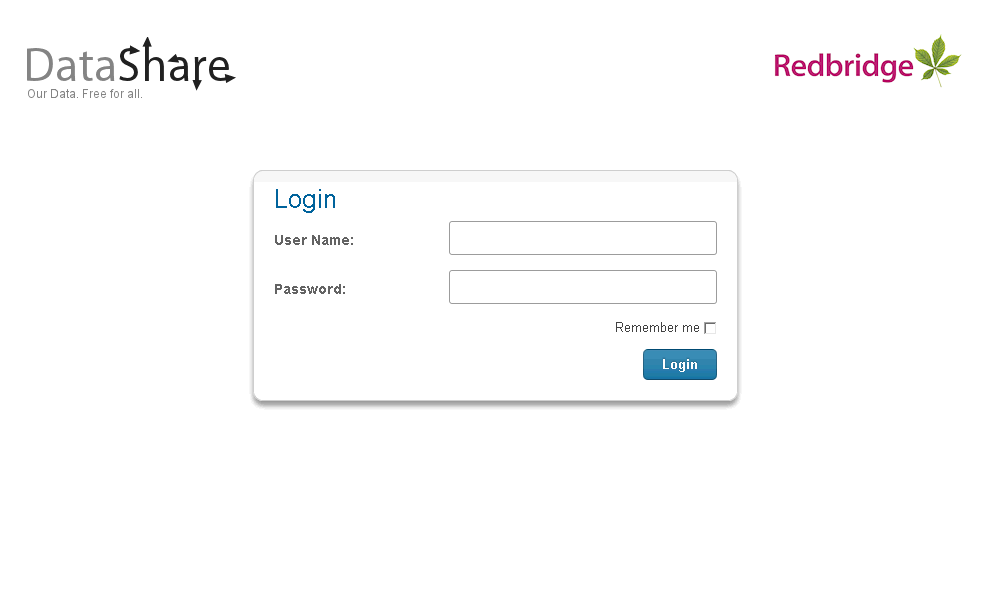 DataShare
Our Data. Free for all.
Redbridge
Login
User Name:
Password:
Remember me
Login